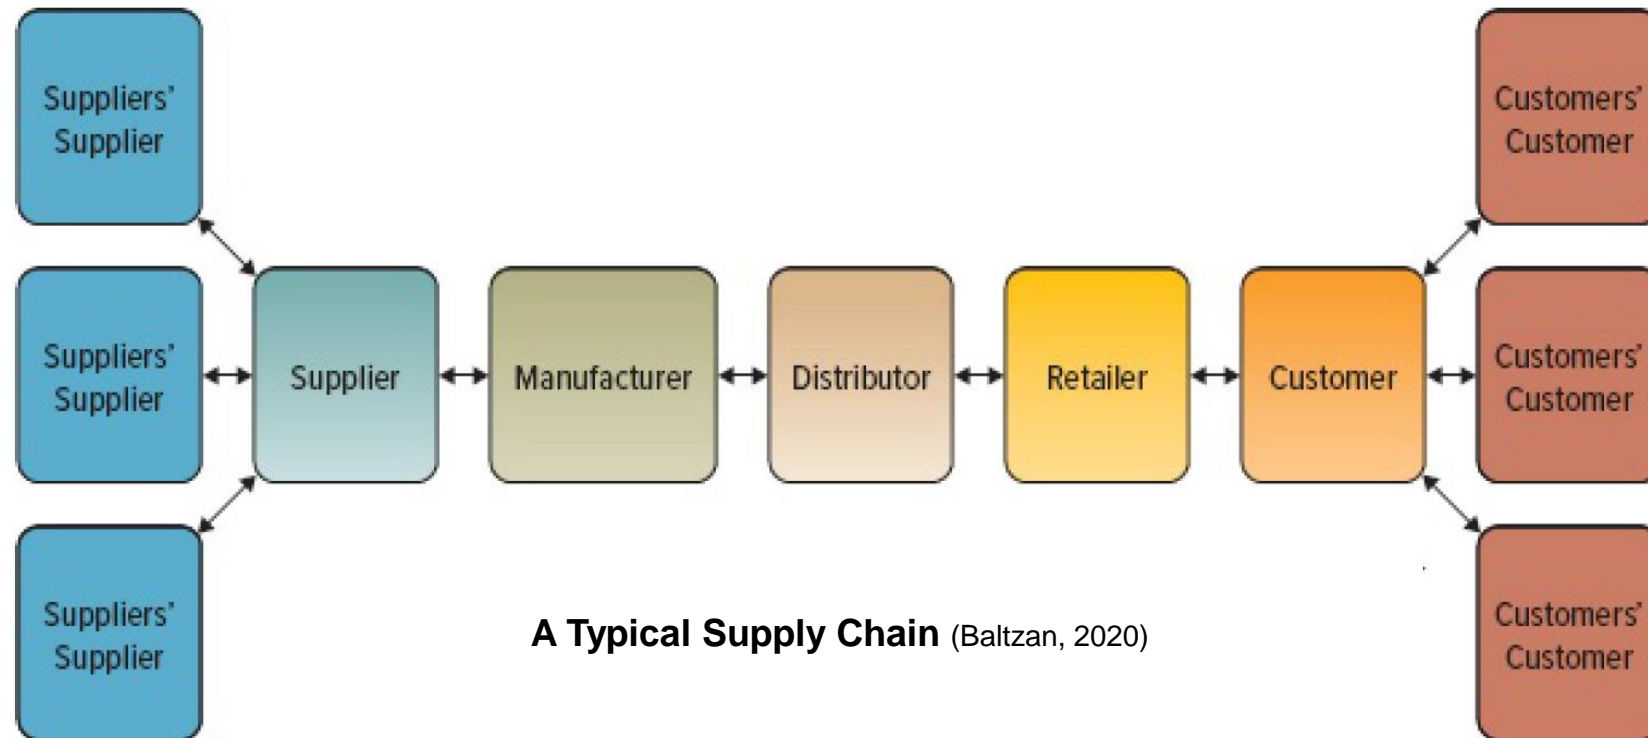 Suppliers'
Supplier
Customers'
Customer
Suppliers'
Supplier
Supplier
Manufacturer
Distributor
Retailer
Customer
Customers'
Customer
Suppliers'
Supplier
A Typical Supply Chain (Baltzan, 2020)
Customers'
Customer